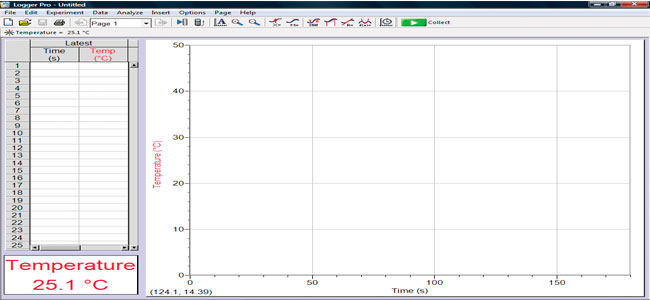 Logger Pro - Untitled
File Edit Experiment Data Analyze Insert Options Page Help
Page 1
Collect
Temperature = 25.1 °C
Latest
Time Temp
(s) (°C)
1
2
3
4
5
6
7
8
9
10
11
12
13
14
15
16
17
18
19
20
21
22
23
24
25
Temperature
25.1 °C
50
40
30
20
10
0
Temperature (°C)
0 50 100 150
(124.1, 14.39)
Time (s)